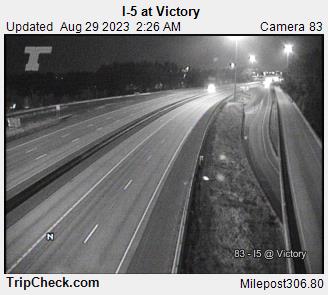 I-5 at Victory
Updated Aug 29 2023 2:26 AM Camera 83
T
N
83 - I5 @ Victory
TripCheck.com Milepost306.80